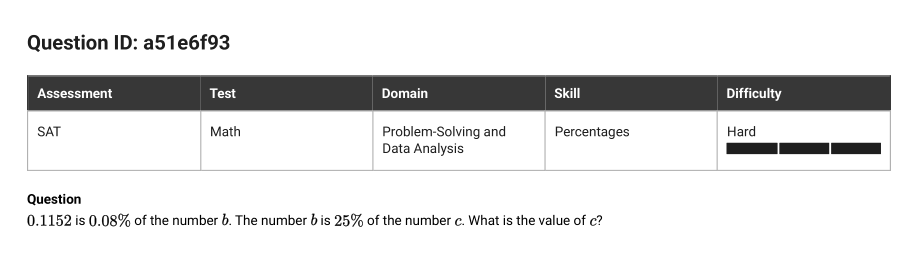 Question ID: a51e6f93
Assessment Test Domain Skill Difficulty
SAT Math Problem-Solving and Data Analysis Percentages Hard
Question
0.1152 is 0.08% of the number b. The number b is 25% of the number c. What is the value of c?